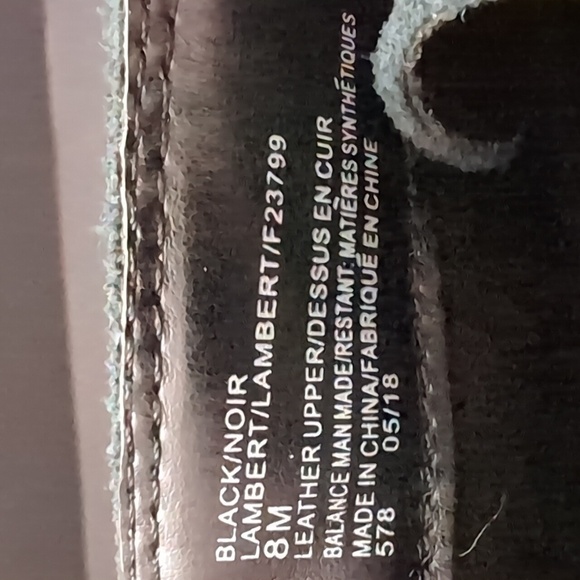 BLACK/NOIR
LAMBERT/LAMBERT/F23799
8M
LEATHER UPPER/DESSUS EN CUIR
BALANCE MAN MADE/RESTANT: MATIÈRES SYNTHÉTIQUES
MADE IN CHINA/FABRIQUÉ EN CHINE
578 05/18